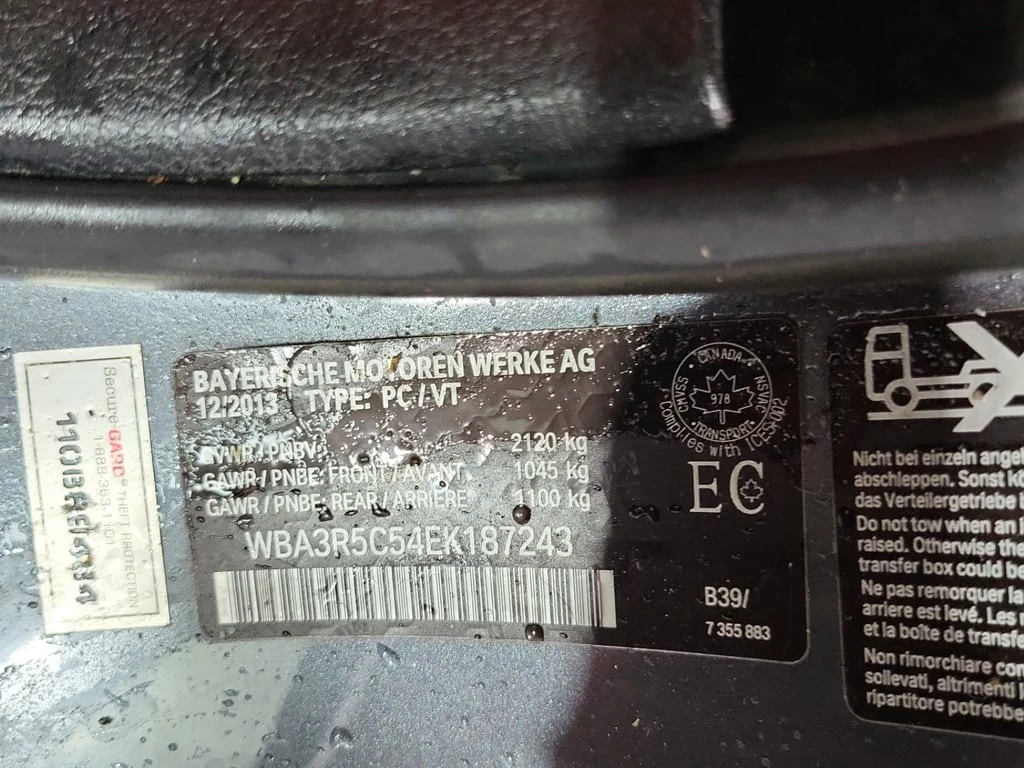 BAYERISCHE MOTOREN WERKE AG
12/2013 TYPE: PC / VT
GVWR / PNBV: 2120 kg
GAWR / PNBE: FRONT / AVANT 1045 kg
GAWR / PNBE: REAR / ARRIERE 1100 kg
WBA3R5C54EK187243
CANADA
978
TRANSPORT
CMVSS
NSVAC
Complies with ICES-002
EC
B39/
7 355 883
Secure-GARD THEFT PROTECTION
Nicht bei einzeln
abschleppen. Sonst
das Verteilergetriebe
Do not tow when an
raised. Otherwise the
transfer box could be
Ne pas remorquer la
arriere est levé. Les
et la boîte de transfe
Non rimorchiare con
sollevati, altrimenti
ripartitore potrebbe